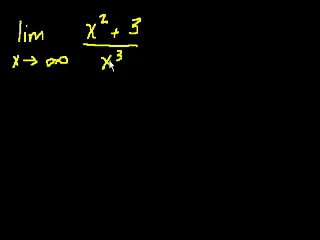 lim x² + 3
x → ∞ x³